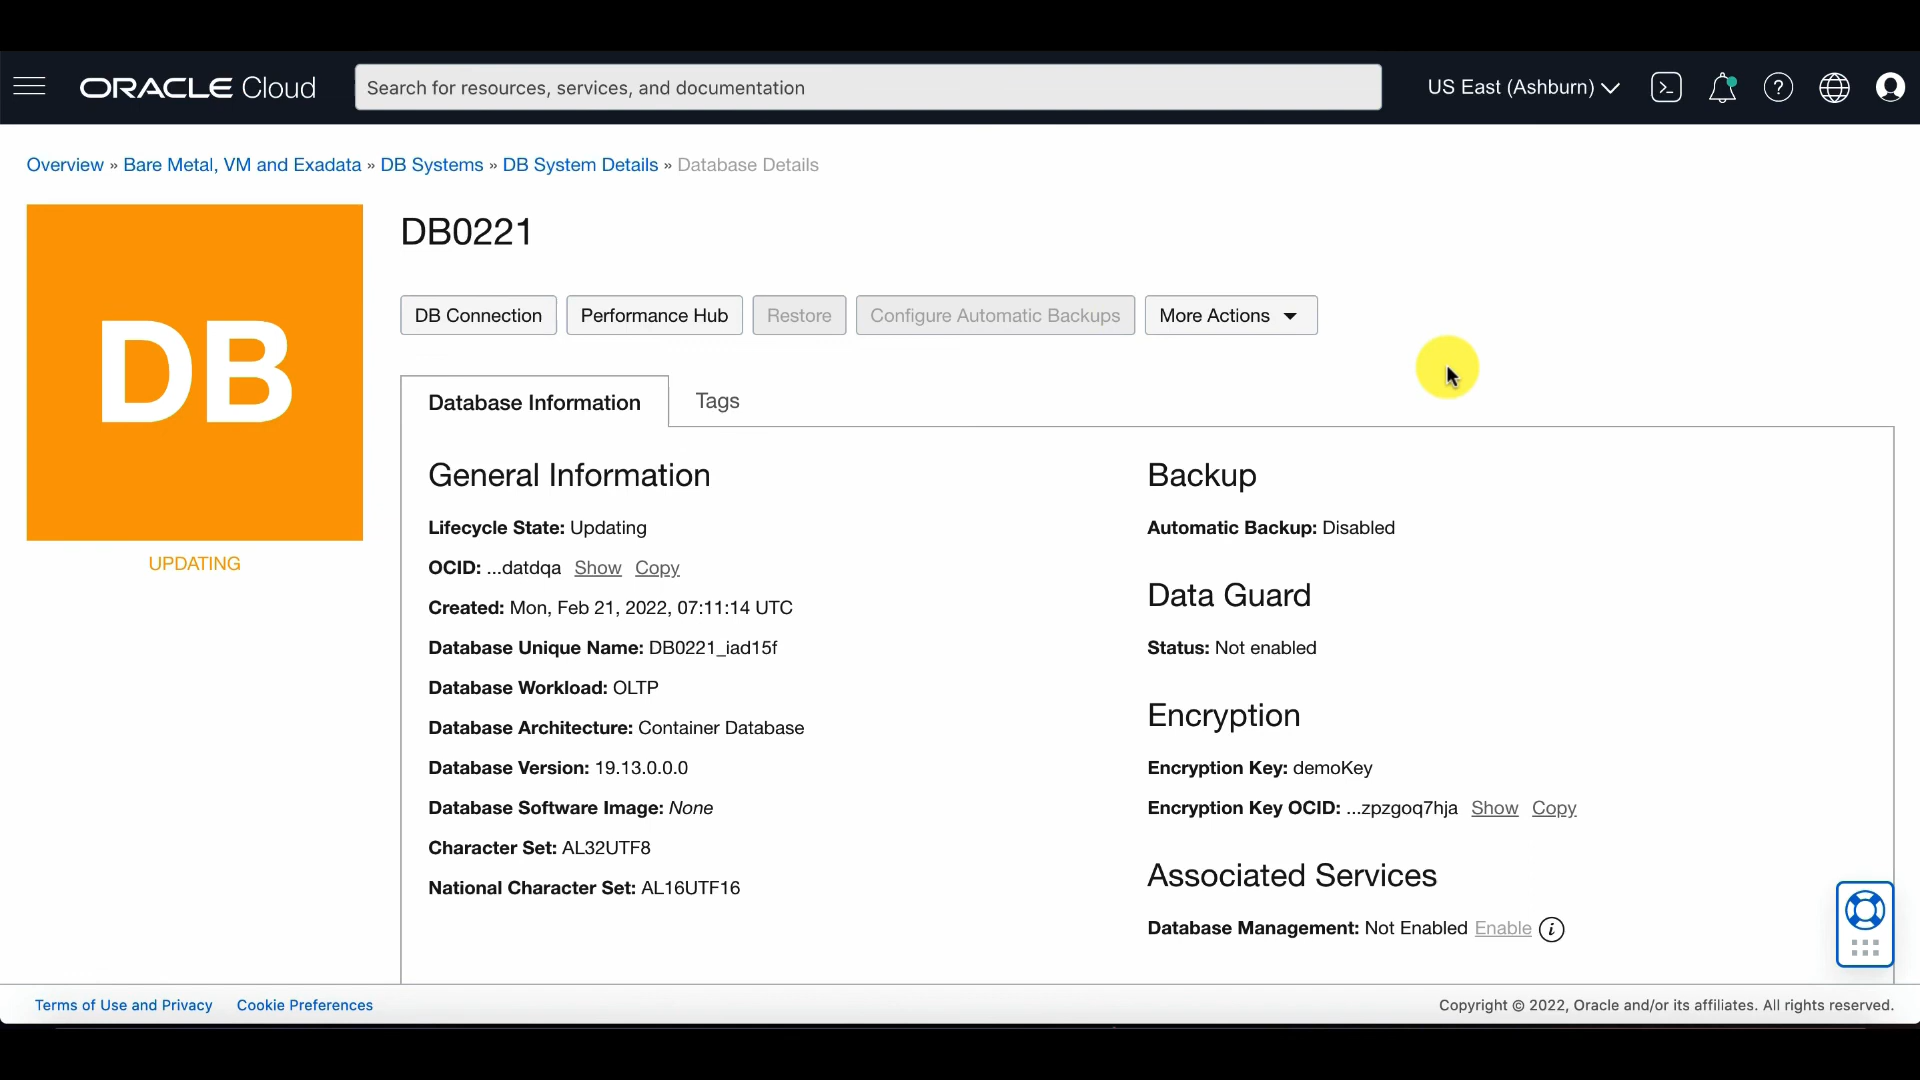 ORACLE Cloud
Search for resources, services, and documentation
US East (Ashburn)
Overview » Bare Metal, VM and Exadata » DB Systems » DB System Details » Database Details
DB
UPDATING
DB0221
DB Connection
Performance Hub
Restore
Configure Automatic Backups
More Actions
Database Information
Tags
General Information
Lifecycle State: Updating
OCID: ...datdqa Show Copy
Created: Mon, Feb 21, 2022, 07:11:14 UTC
Database Unique Name: DB0221_iad15f
Database Workload: OLTP
Database Architecture: Container Database
Database Version: 19.13.0.0.0
Database Software Image: None
Character Set: AL32UTF8
National Character Set: AL16UTF16
Backup
Automatic Backup: Disabled
Data Guard
Status: Not enabled
Encryption
Encryption Key: demoKey
Encryption Key OCID: ...zpzgoq7hja Show Copy
Associated Services
Database Management: Not Enabled Enable i
Terms of Use and Privacy
Cookie Preferences
Copyright © 2022, Oracle and/or its affiliates. All rights reserved.